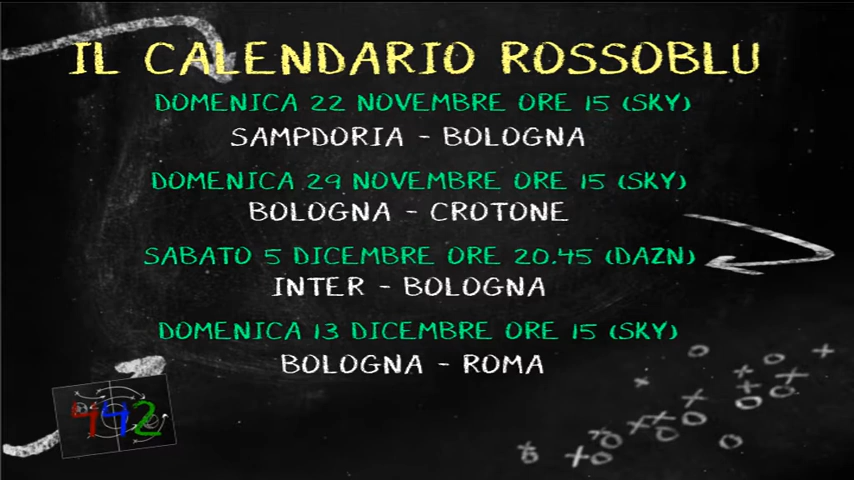 IL CALENDARIO ROSSOBLU
DOMENICA 22 NOVEMBRE ORE 15 (SKY)
SAMPDORIA - BOLOGNA
DOMENICA 29 NOVEMBRE ORE 15 (SKY)
BOLOGNA - CROTONE
SABATO 5 DICEMBRE ORE 20.45 (DAZN)
INTER - BOLOGNA
DOMENICA 13 DICEMBRE ORE 15 (SKY)
BOLOGNA - ROMA
442